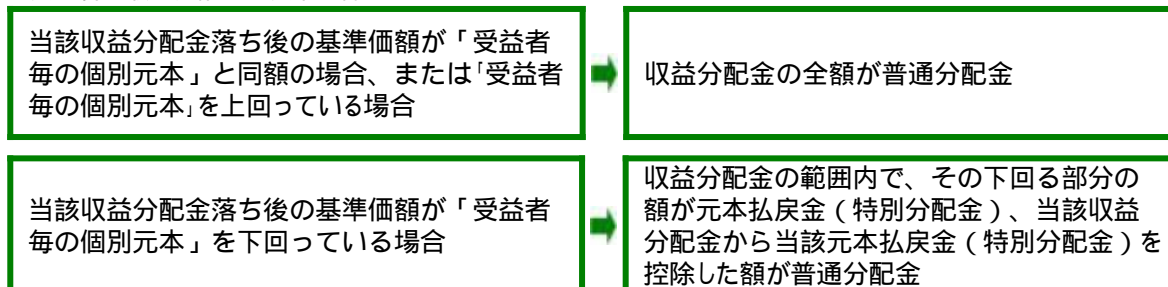 当該収益分配金落ち後の基準価額が「受益者
毎の個別元本」と同額の場合、または｢受益者
毎の個別元本｣を上回っている場合
収益分配金の全額が普通分配金
当該収益分配金落ち後の基準価額が「受益者
毎の個別元本」を下回っている場合
収益分配金の範囲内で、その下回る部分の
額が元本払戻金(特別分配金)、当該収益
分配金から当該元本払戻金(特別分配金)を
控除した額が普通分配金